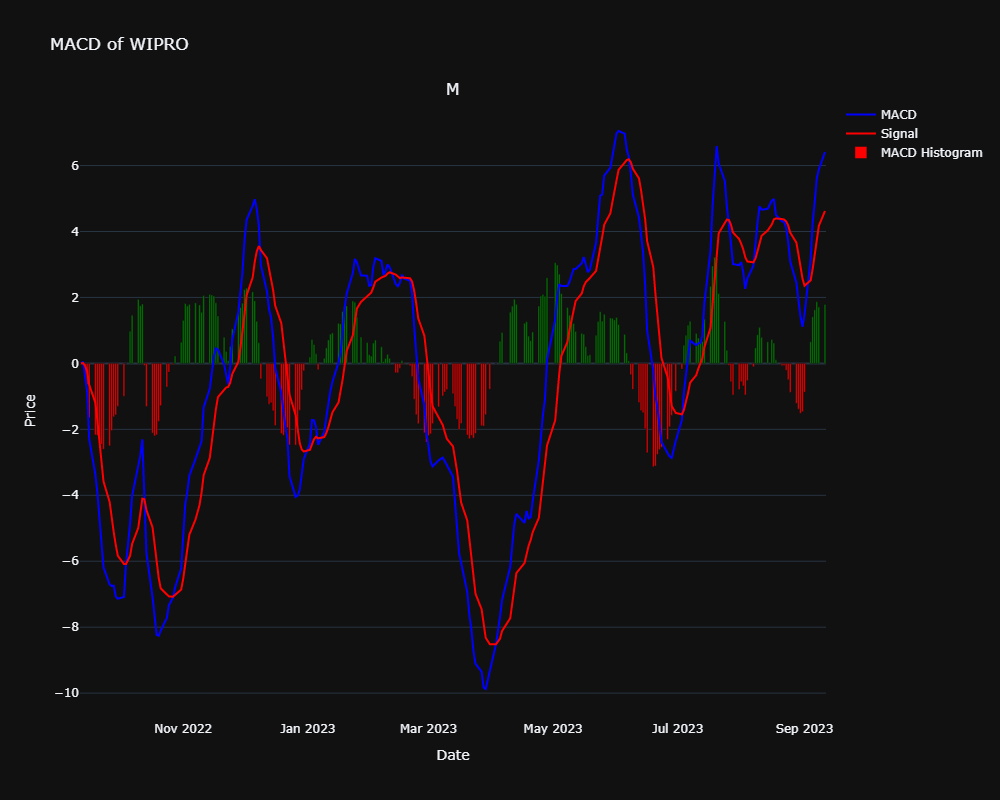 MACD of WIPRO
M
MACD
Signal
MACD Histogram
6
4
2
0
−2
−4
−6
−8
−10
Price
Nov 2022
Jan 2023
Mar 2023
May 2023
Jul 2023
Sep 2023
Date